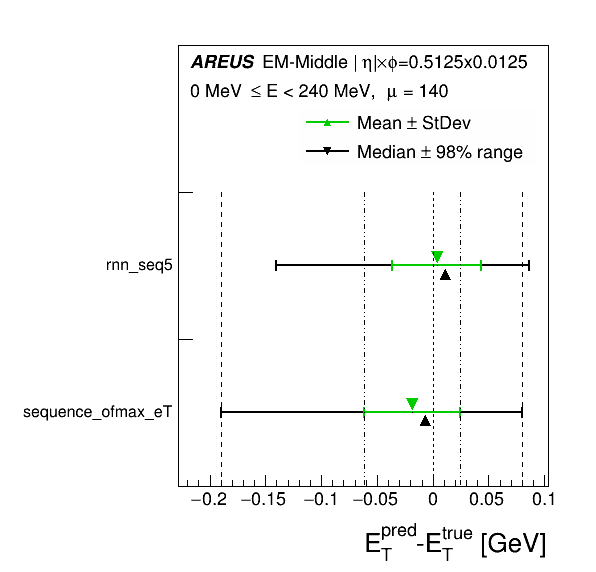 AREUS EM-Middle | η|×φ=0.5125x0.0125
0 MeV ≤ E < 240 MeV, μ = 140
Mean ± StDev
Median ± 98% range
rnn_seq5
sequence_ofmax_eT
−0.2 −0.15 −0.1 −0.05 0 0.05 0.1
E_T^pred-E_T^true [GeV]